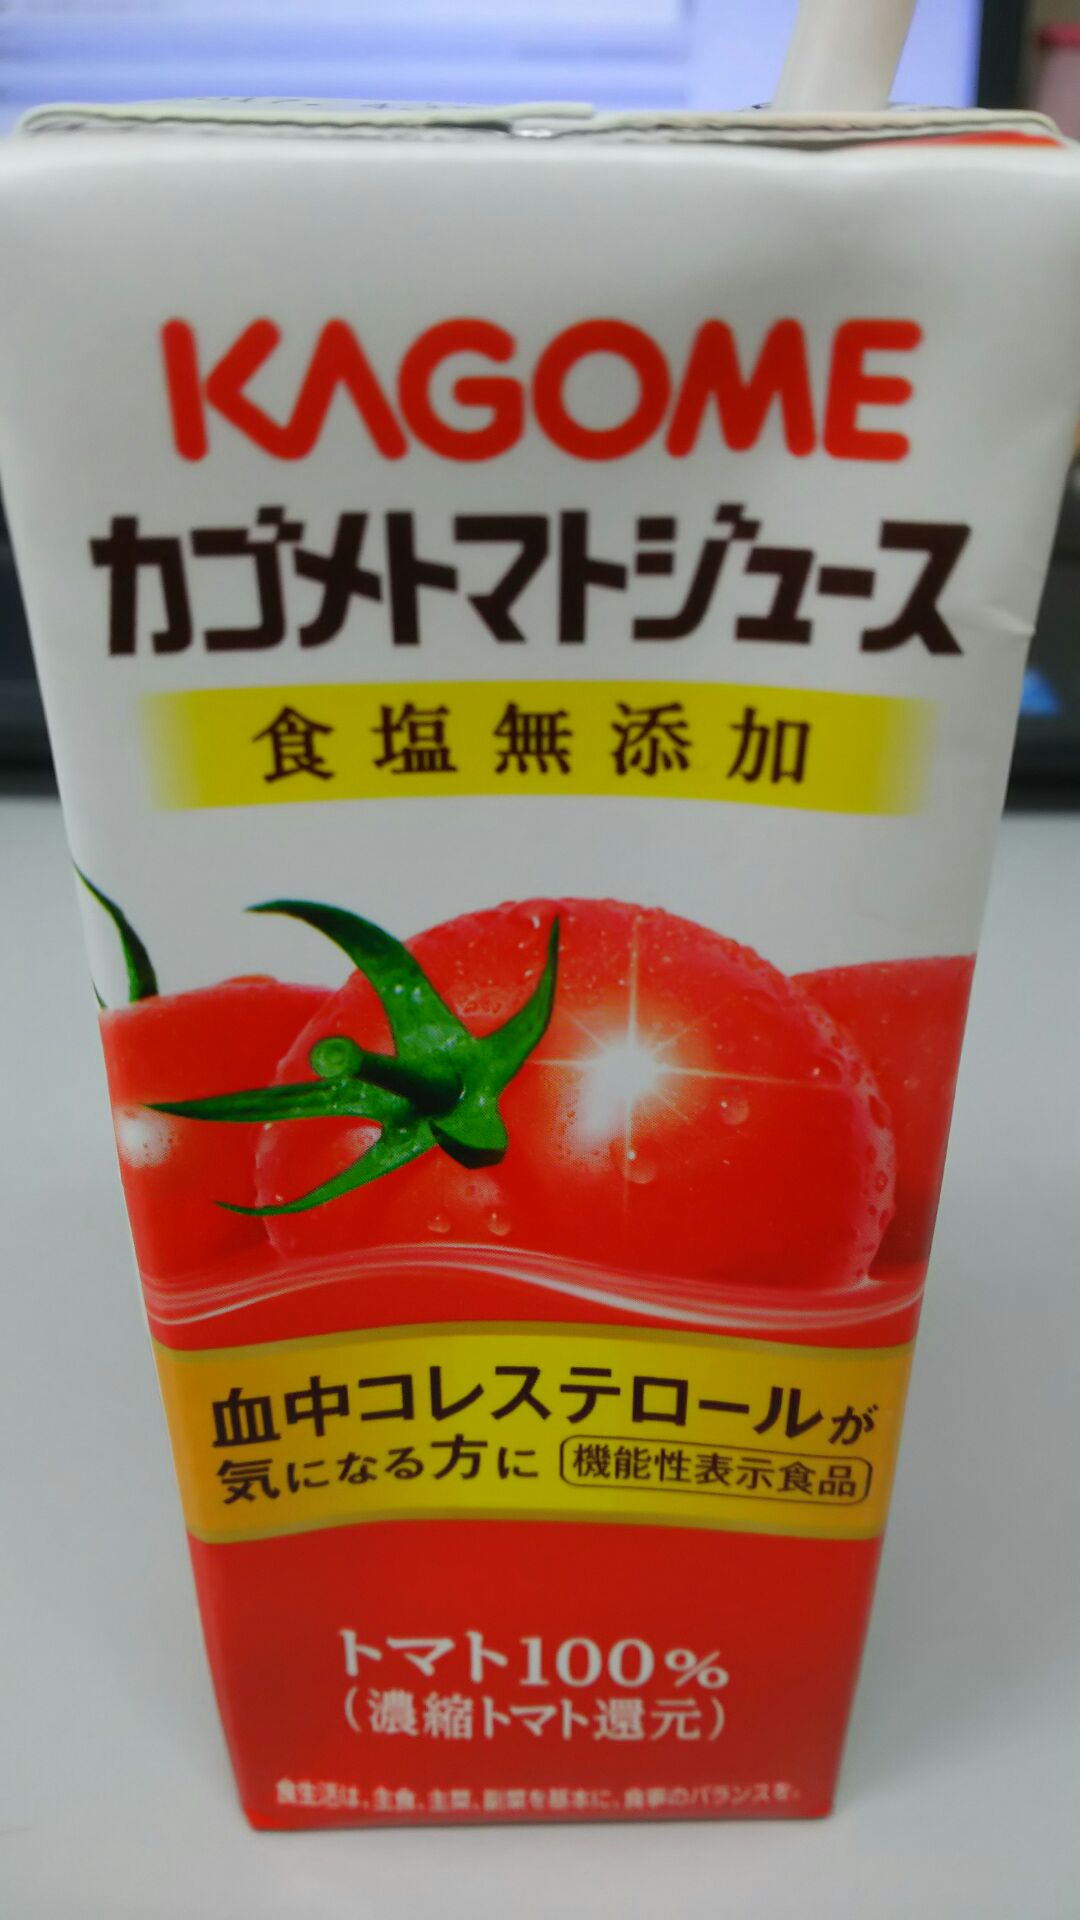 KAGOME
カゴメトマトジュース
食塩無添加
血中コレステロールが
気になる方に 機能性表示食品
トマト100%
(濃縮トマト還元)
食生活は、主食、主菜、副菜を基本に、食事のバランスを。